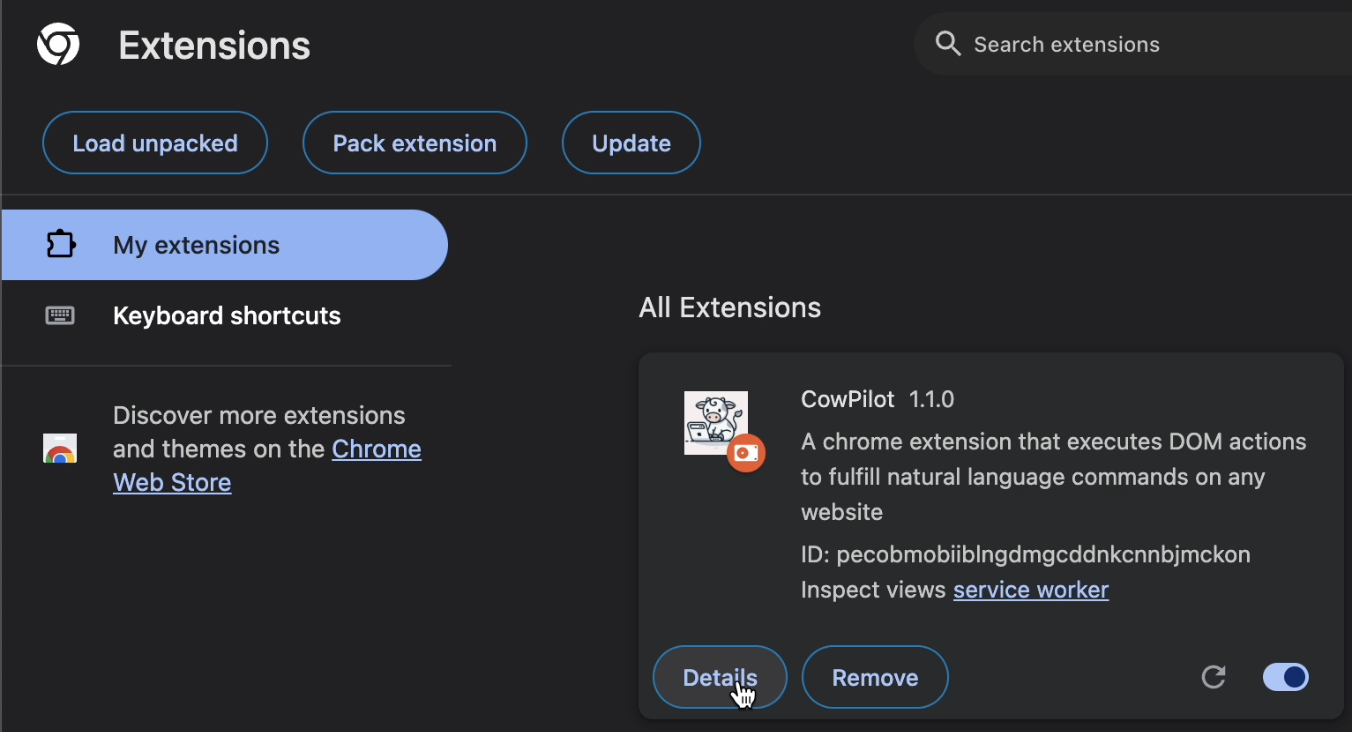 Extensions
Search extensions
Load unpacked
Pack extension
Update
My extensions
Keyboard shortcuts
Discover more extensions
and themes on the Chrome
Web Store
All Extensions
CowPilot 1.1.0
A chrome extension that executes DOM actions
to fulfill natural language commands on any
website
ID: pecobmobiiblngdmgcddnkcnnbjmckon
Inspect views service worker
Details
Remove